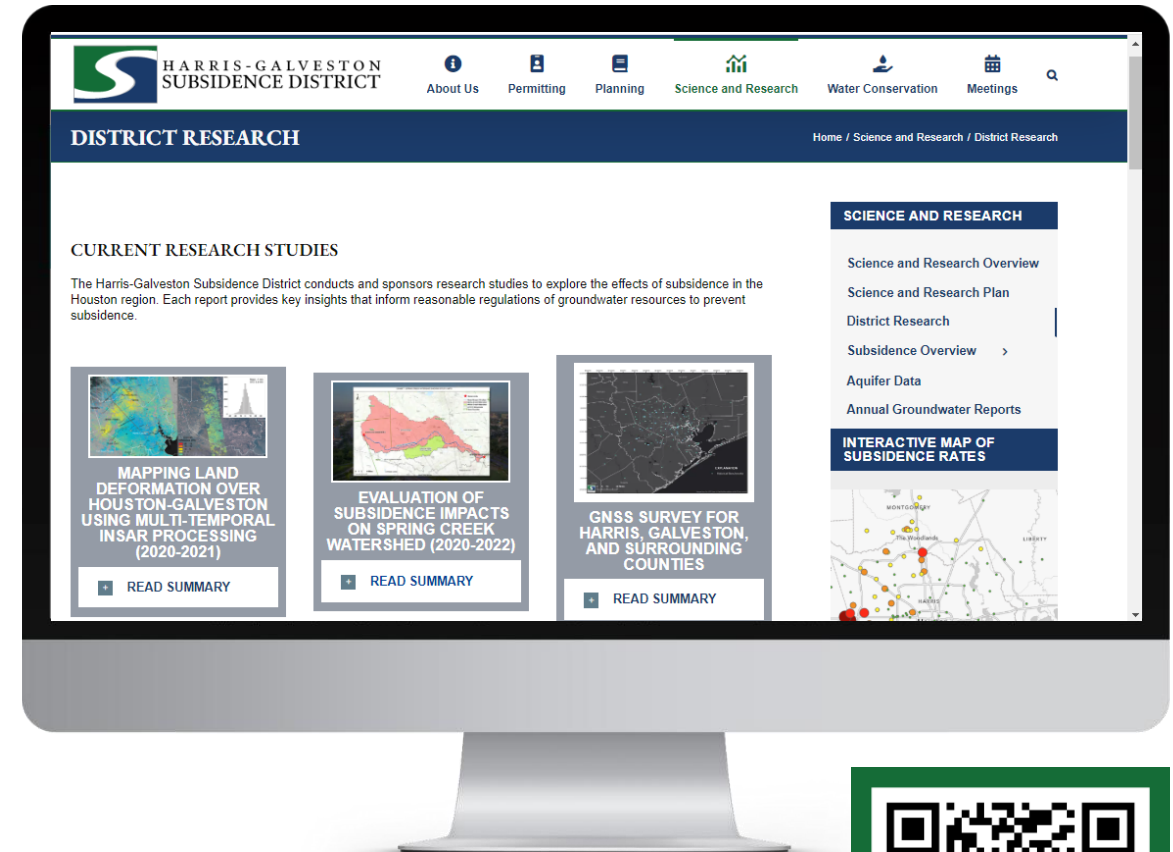 HARRIS-GALVESTON
SUBSIDENCE DISTRICT
About Us
Permitting
Planning
Science and Research
Water Conservation
Meetings
DISTRICT RESEARCH
Home / Science and Research / District Research
CURRENT RESEARCH STUDIES
The Harris-Galveston Subsidence District conducts and sponsors research studies to explore the effects of subsidence in the
Houston region. Each report provides key insights that inform reasonable regulations of groundwater resources to prevent
subsidence.
MAPPING LAND
DEFORMATION OVER
HOUSTON-GALVESTON
USING MULTI-TEMPORAL
INSAR PROCESSING
(2020-2021)
READ SUMMARY
EVALUATION OF
SUBSIDENCE IMPACTS
ON SPRING CREEK
WATERSHED (2020-2022)
READ SUMMARY
GNSS SURVEY FOR
HARRIS, GALVESTON,
AND SURROUNDING
COUNTIES
READ SUMMARY
SCIENCE AND RESEARCH
Science and Research Overview
Science and Research Plan
District Research
Subsidence Overview
Aquifer Data
Annual Groundwater Reports
INTERACTIVE MAP OF
SUBSIDENCE RATES
MONTGOMERY
The Woodlands
LIBERTY
HARRIS